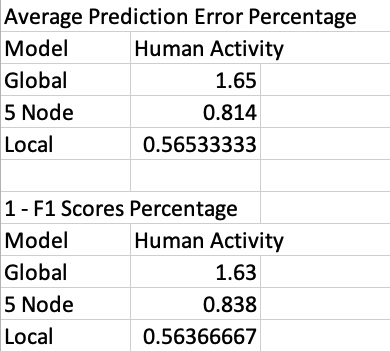 Average Prediction Error Percentage
Model Human Activity
Global 1.65
5 Node 0.814
Local 0.56533333
1 - F1 Scores Percentage
Model Human Activity
Global 1.63
5 Node 0.838
Local 0.56366667